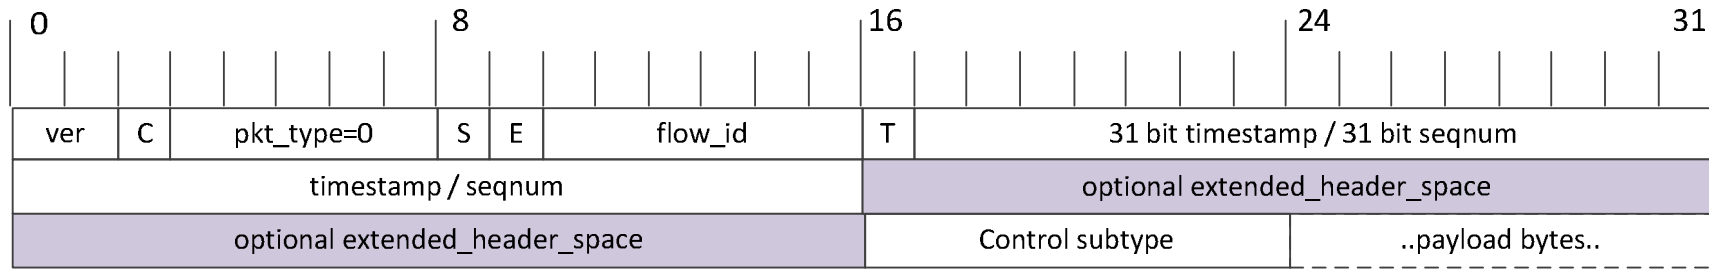 0 8 16 24 31
ver C pkt_type=0 S E flow_id T 31 bit timestamp / 31 bit seqnum
timestamp / seqnum optional extended_header_space
optional extended_header_space Control subtype ..payload bytes..